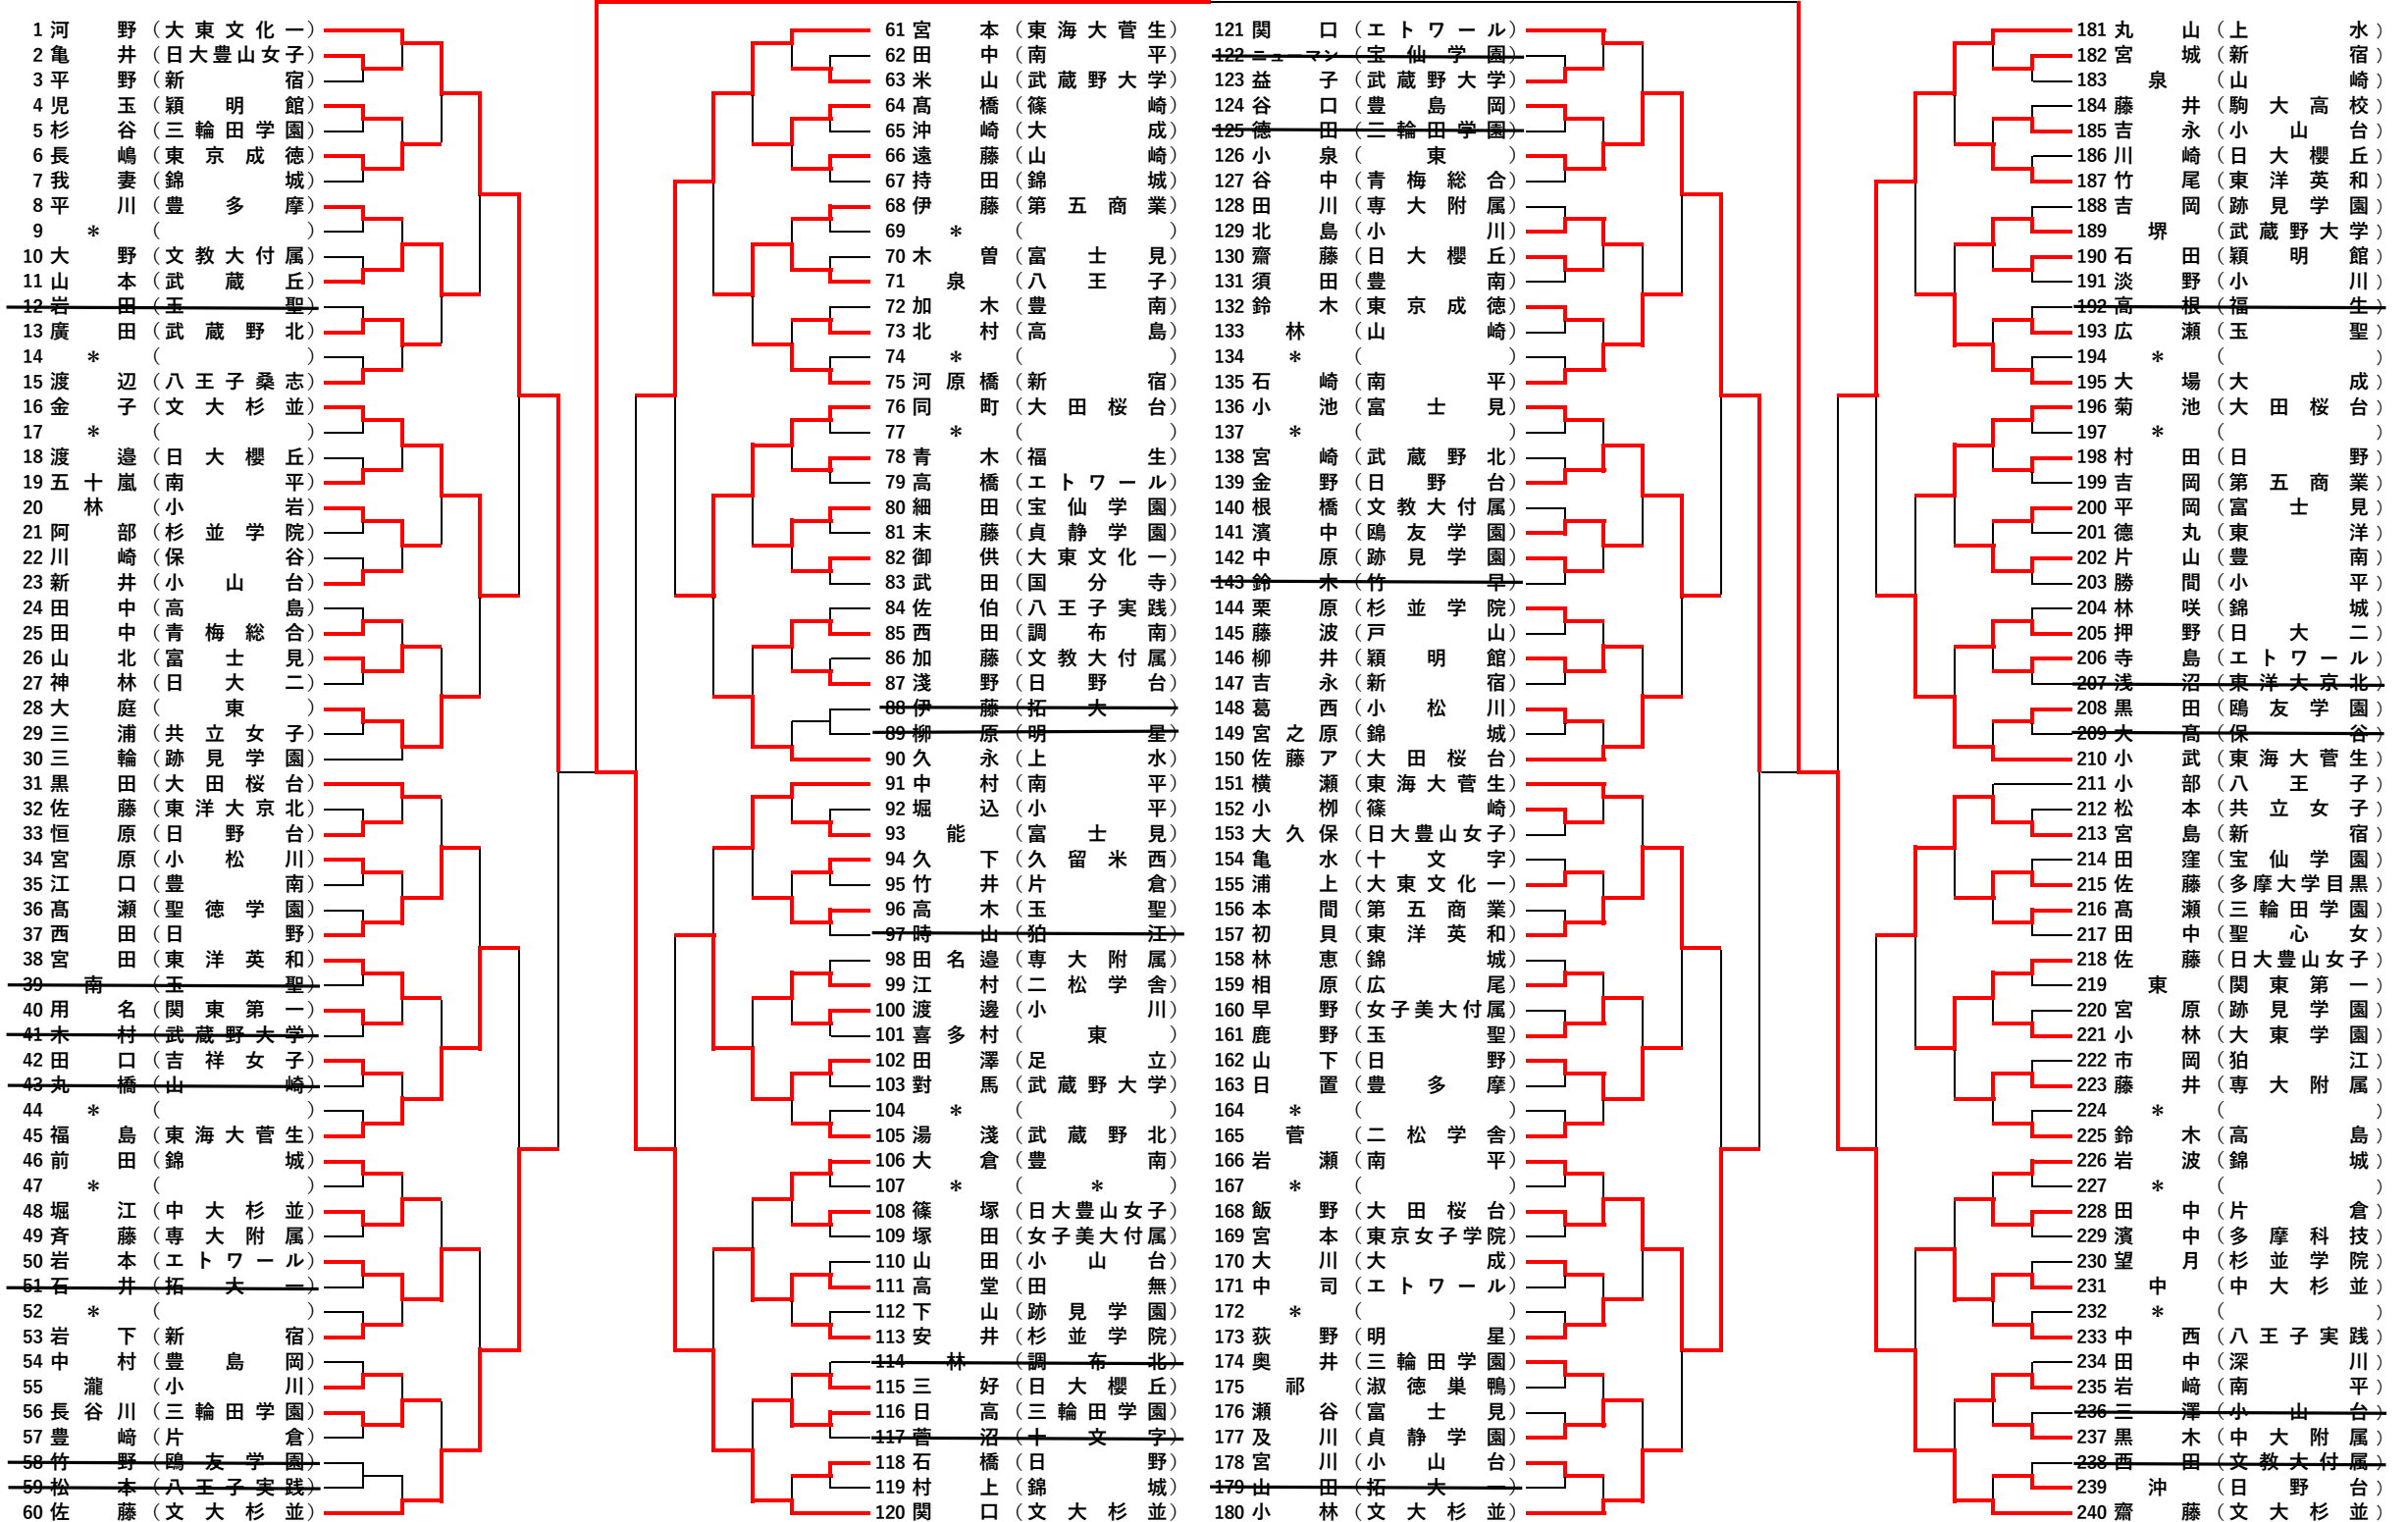 1 河野（大東文化一）
2 亀井（日大豊山女子）
3 平野（新宿）
4 児玉（穎明館）
5 杉谷（三輪田学園）
6 長嶋（東京成徳）
7 我妻（錦城）
8 平川（豊多摩）
9 ＊（ ）
10 大野（文教大付属）
11 山本（武蔵丘）
12 岩田（玉聖）
13 廣田（武蔵野北）
14 ＊（ ）
15 渡辺（八王子桑志）
16 金子（文大杉並）
17 ＊（ ）
18 渡邉（日大櫻丘）
19 五十嵐（南平）
20 林（小岩）
21 阿部（杉並学院）
22 川崎（保谷）
23 新井（小山台）
24 田中（高島）
25 田中（青梅総合）
26 山北（富士見）
27 神林（日大二）
28 大庭（東）
29 三浦（共立女子）
30 三輪（跡見学園）
31 黒田（大田桜台）
32 佐藤（東洋大京北）
33 恒原（日野台）
34 宮原（小松川）
35 江口（豊南）
36 髙瀬（聖徳学園）
37 西田（日野）
38 宮田（東洋英和）
39 南（玉聖）
40 用名（関東第一）
41 木村（武蔵野大学）
42 田口（吉祥女子）
43 丸橋（山崎）
44 ＊（ ）
45 福島（東海大菅生）
46 前田（錦城）
47 ＊（ ）
48 堀江（中大杉並）
49 斉藤（専大附属）
50 岩本（エトワール）
51 石井（拓大一）
52 ＊（ ）
53 岩下（新宿）
54 中村（豊島岡）
55 瀧（小川）
56 長谷川（三輪田学園）
57 豊﨑（片倉）
58 竹野（鴎友学園）
59 松本（八王子実践）
60 佐藤（文大杉並）
61 宮本（東海大菅生）
62 田中（南平）
63 米山（武蔵野大学）
64 髙橋（篠崎）
65 沖崎（大成）
66 遠藤（山崎）
67 持田（錦城）
68 伊藤（第五商業）
69 ＊（ ）
70 木曽（富士見）
71 泉（八王子）
72 加木（豊南）
73 北村（高島）
74 ＊（ ）
75 河原橋（新宿）
76 同町（大田桜台）
77 ＊（ ）
78 青木（福生）
79 高橋（エトワール）
80 細田（宝仙学園）
81 末藤（貞静学園）
82 御供（大東文化一）
83 武田（国分寺）
84 佐伯（八王子実践）
85 西田（調布南）
86 加藤（文教大付属）
87 淺野（日野台）
88 伊藤（拓大）
89 柳原（明星）
90 久永（上水）
91 中村（南平）
92 堀込（小平）
93 能（富士見）
94 久下（久留米西）
95 竹井（片倉）
96 高木（玉聖）
97 時山（狛江）
98 田名邉（専大附属）
99 江村（二松学舎）
100 渡邊（小川）
101 喜多村（東）
102 田澤（足立）
103 對馬（武蔵野大学）
104 ＊（ ）
105 湯淺（武蔵野北）
106 大倉（豊南）
107 ＊（＊）
108 篠塚（日大豊山女子）
109 塚田（女子美大付属）
110 山田（小山台）
111 高堂（田無）
112 下山（跡見学園）
113 安井（杉並学院）
114 林（調布北）
115 三好（日大櫻丘）
116 日高（三輪田学園）
117 菅沼（十文字）
118 石橋（日野）
119 村上（錦城）
120 関口（文大杉並）
121 関口（エトワール）
122 ニューマン（宝仙学園）
123 益子（武蔵野大学）
124 谷口（豊島岡）
125 德田（三輪田学園）
126 小泉（東）
127 谷中（青梅総合）
128 田川（専大附属）
129 北島（小川）
130 齋藤（日大櫻丘）
131 須田（豊南）
132 鈴木（東京成徳）
133 林（山崎）
134 ＊（ ）
135 石崎（南平）
136 小池（富士見）
137 ＊（ ）
138 宮崎（武蔵野北）
139 金野（日野台）
140 根橋（文教大付属）
141 濱中（鴎友学園）
142 中原（跡見学園）
143 鈴木（竹早）
144 栗原（杉並学院）
145 藤波（戸山）
146 柳井（穎明館）
147 吉永（新宿）
148 葛西（小松川）
149 宮之原（錦城）
150 佐藤ア（大田桜台）
151 横瀬（東海大菅生）
152 小栁（篠崎）
153 大久保（日大豊山女子）
154 亀水（十文字）
155 浦上（大東文化一）
156 本間（第五商業）
157 初貝（東洋英和）
158 林恵（錦城）
159 相原（広尾）
160 早野（女子美大付属）
161 鹿野（玉聖）
162 山下（日野）
163 日置（豊多摩）
164 ＊（ ）
165 菅（二松学舎）
166 岩瀬（南平）
167 ＊（ ）
168 飯野（大田桜台）
169 宮本（東京女子学院）
170 大川（大成）
171 中司（エトワール）
172 ＊（ ）
173 荻野（明星）
174 奥井（三輪田学園）
175 祁（淑徳巣鴨）
176 瀬谷（富士見）
177 及川（貞静学園）
178 宮川（小山台）
179 山田（拓大一）
180 小林（文大杉並）
181 丸山（上水）
182 宮城（新宿）
183 泉（山崎）
184 藤井（駒大高校）
185 吉永（小山台）
186 川崎（日大櫻丘）
187 竹尾（東洋英和）
188 吉岡（跡見学園）
189 堺（武蔵野大学）
190 石田（穎明館）
191 淡野（小川）
192 高根（福生）
193 広瀬（玉聖）
194 ＊（ ）
195 大場（大成）
196 菊池（大田桜台）
197 ＊（ ）
198 村田（日野）
199 吉岡（第五商業）
200 平岡（富士見）
201 德丸（東洋）
202 片山（豊南）
203 勝間（小平）
204 林咲（錦城）
205 押野（日大二）
206 寺島（エトワール）
207 浅沼（東洋大京北）
208 黒田（鴎友学園）
209 大髙（保谷）
210 小武（東海大菅生）
211 小部（八王子）
212 松本（共立女子）
213 宮島（新宿）
214 田窪（宝仙学園）
215 佐藤（多摩大学目黒）
216 髙瀬（三輪田学園）
217 田中（聖心女）
218 佐藤（日大豊山女子）
219 東（関東第一）
220 宮原（跡見学園）
221 小林（大東学園）
222 市岡（狛江）
223 藤井（専大附属）
224 ＊（ ）
225 鈴木（高島）
226 岩波（錦城）
227 ＊（ ）
228 田中（片倉）
229 濱中（多摩科技）
230 望月（杉並学院）
231 中（中大杉並）
232 ＊（ ）
233 中西（八王子実践）
234 田中（深川）
235 岩﨑（南平）
236 三澤（小山台）
237 黒木（中大附属）
238 西田（文教大付属）
239 沖（日野台）
240 齋藤（文大杉並）